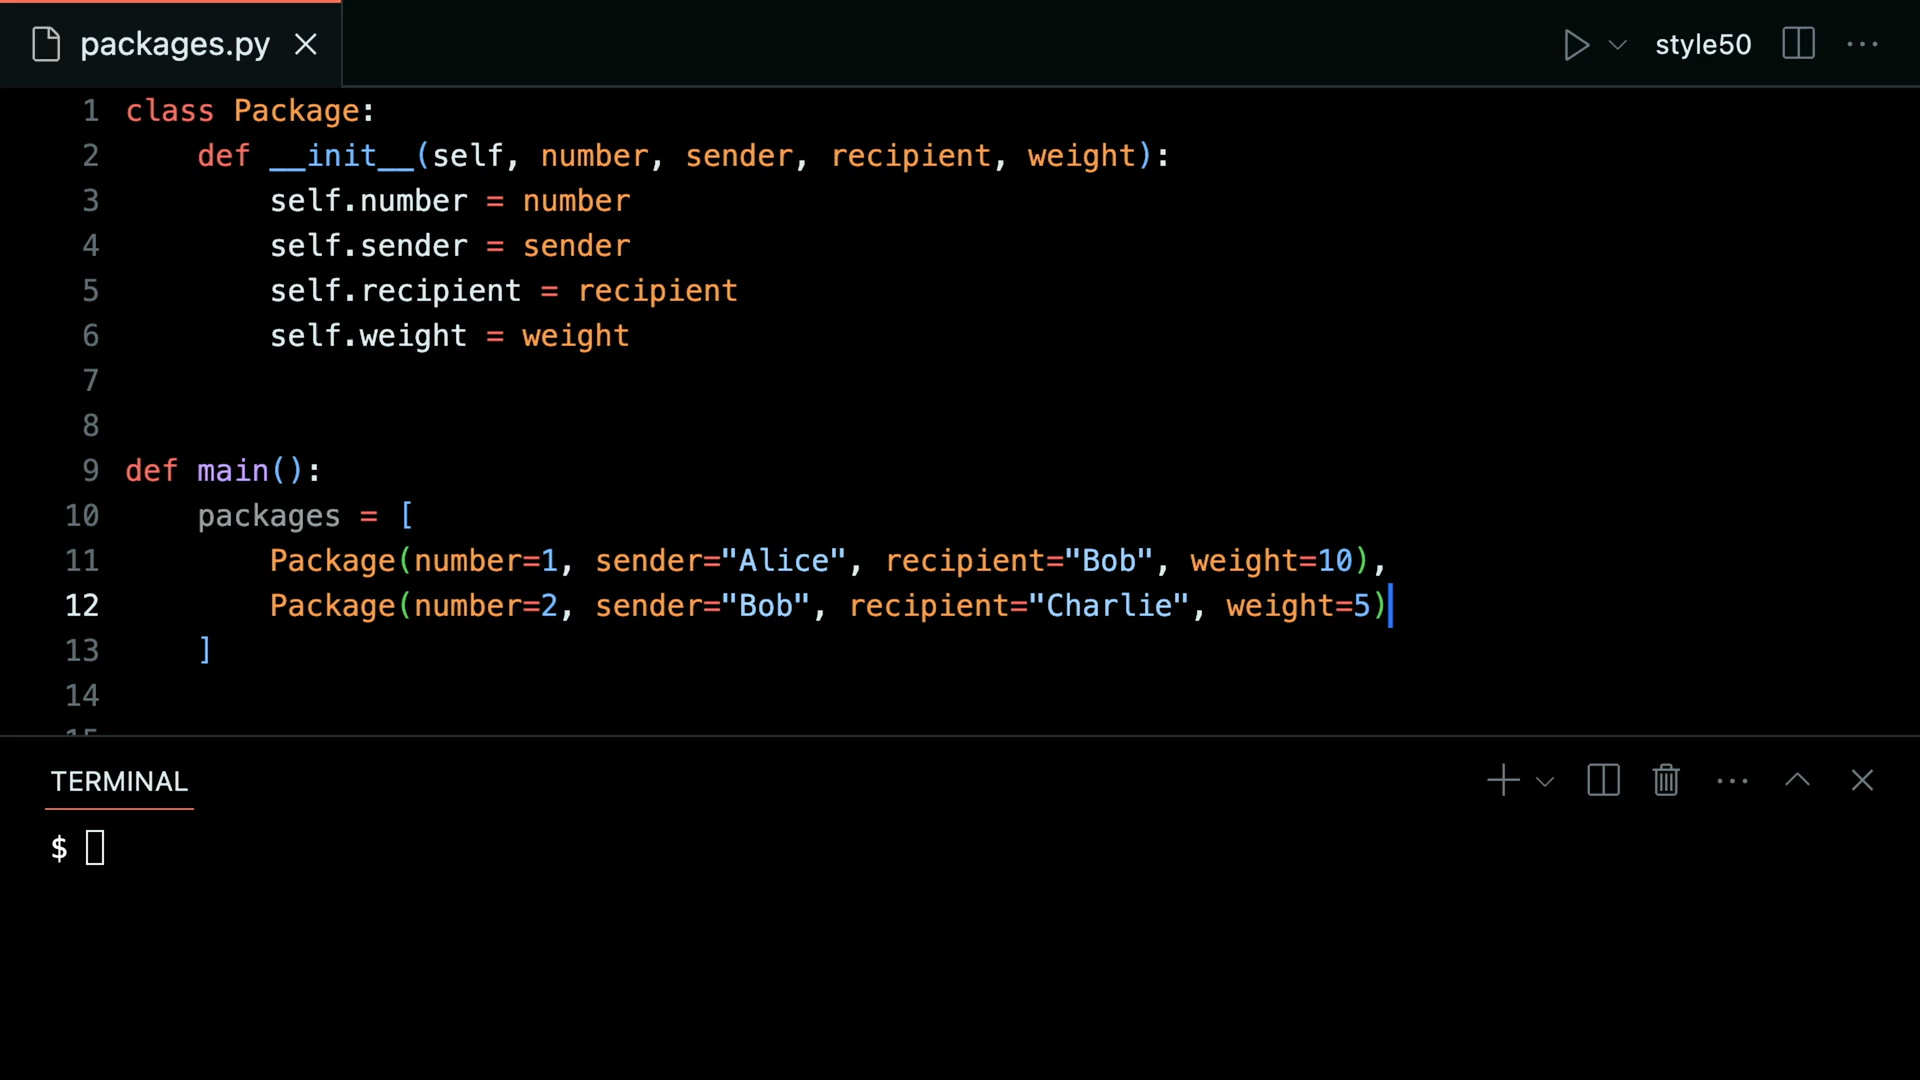 packages.py
style50
1 class Package:
2     def __init__(self, number, sender, recipient, weight):
3         self.number = number
4         self.sender = sender
5         self.recipient = recipient
6         self.weight = weight
7
8
9 def main():
10     packages = [
11         Package(number=1, sender="Alice", recipient="Bob", weight=10),
12         Package(number=2, sender="Bob", recipient="Charlie", weight=5)
13     ]
14
15
TERMINAL
$